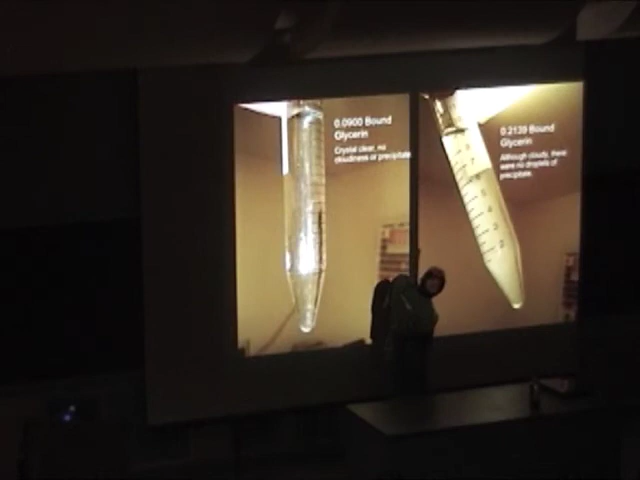 0.0900 Bound
Glycerin
Crystal clear, no
cloudiness or precipitate.
0.2139 Bound
Glycerin
Although cloudy, there
were no droplets of
precipitate.